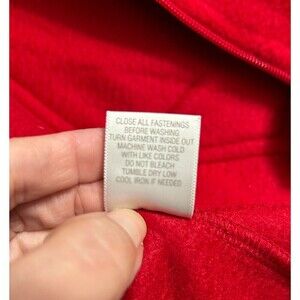 CLOSE ALL FASTENINGS
BEFORE WASHING
TURN GARMENT INSIDE OUT
MACHINE WASH COLD
WITH LIKE COLORS
DO NOT BLEACH
TUMBLE DRY LOW
COOL IRON IF NEEDED